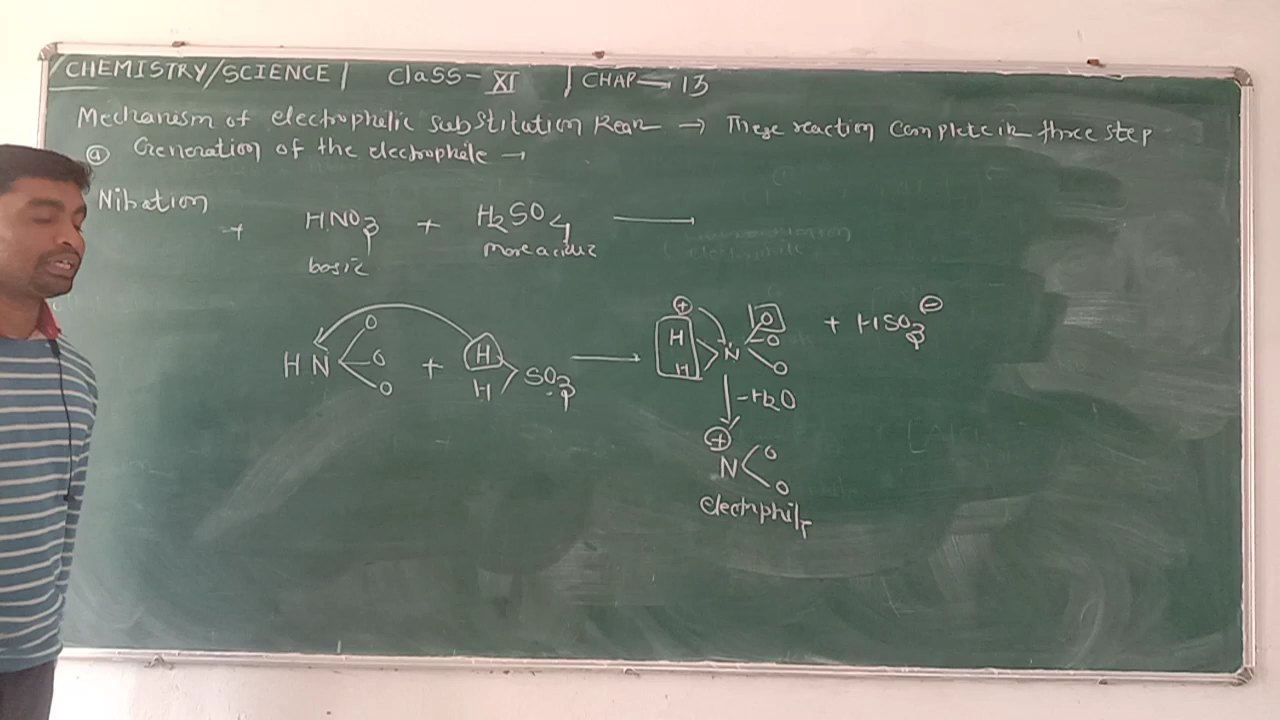 CHEMISTRY/SCIENCE | Class-XI | CHAP → 13
Mechanism of electrophelic substitution Rean → These reaction complete in three step
ⓐ Generation of the electrophile →
Nitration
+ HNO3 + H2SO4 →
basic more acidic
HN O O O + H H SO3 → ⊕ H H N O O O + HSO3 ⊖
-H2O
⊕
N O O
electrophile